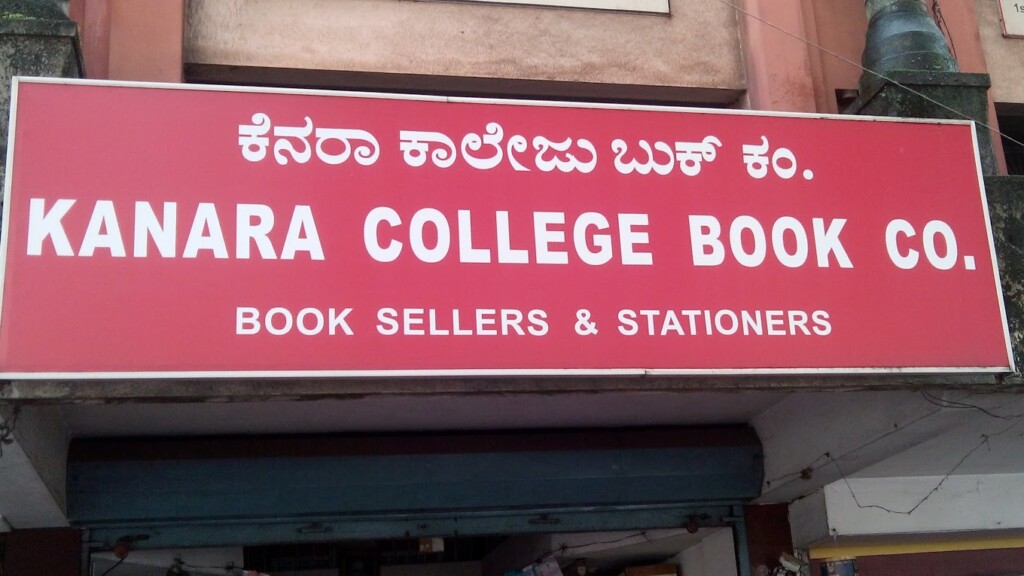 ಕೆನರಾ ಕಾಲೇಜು ಬುಕ್ ಕಂ.
KANARA COLLEGE BOOK CO.
BOOK SELLERS & STATIONERS